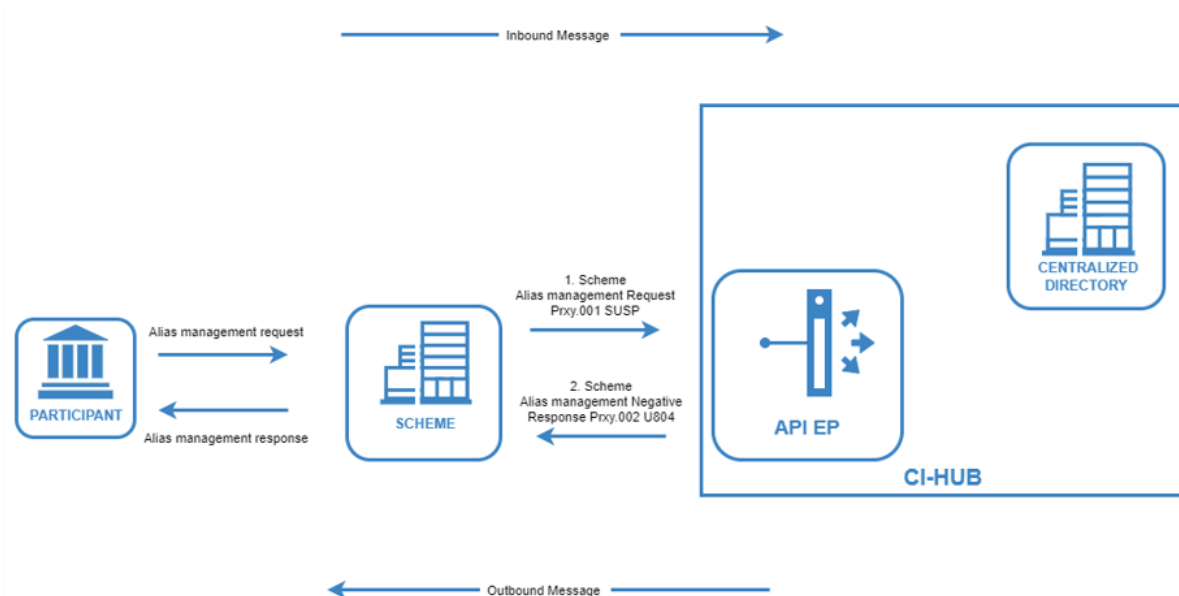 Inbound Message
CENTRALIZED
DIRECTORY
1. Scheme
Alias management Request
Prxy.001 SUSP
Alias management request
2. Scheme
Alias management Negative
Response Prxy.002 U804
PARTICIPANT
Alias management response
SCHEME
API EP
CI-HUB
Outbound Message